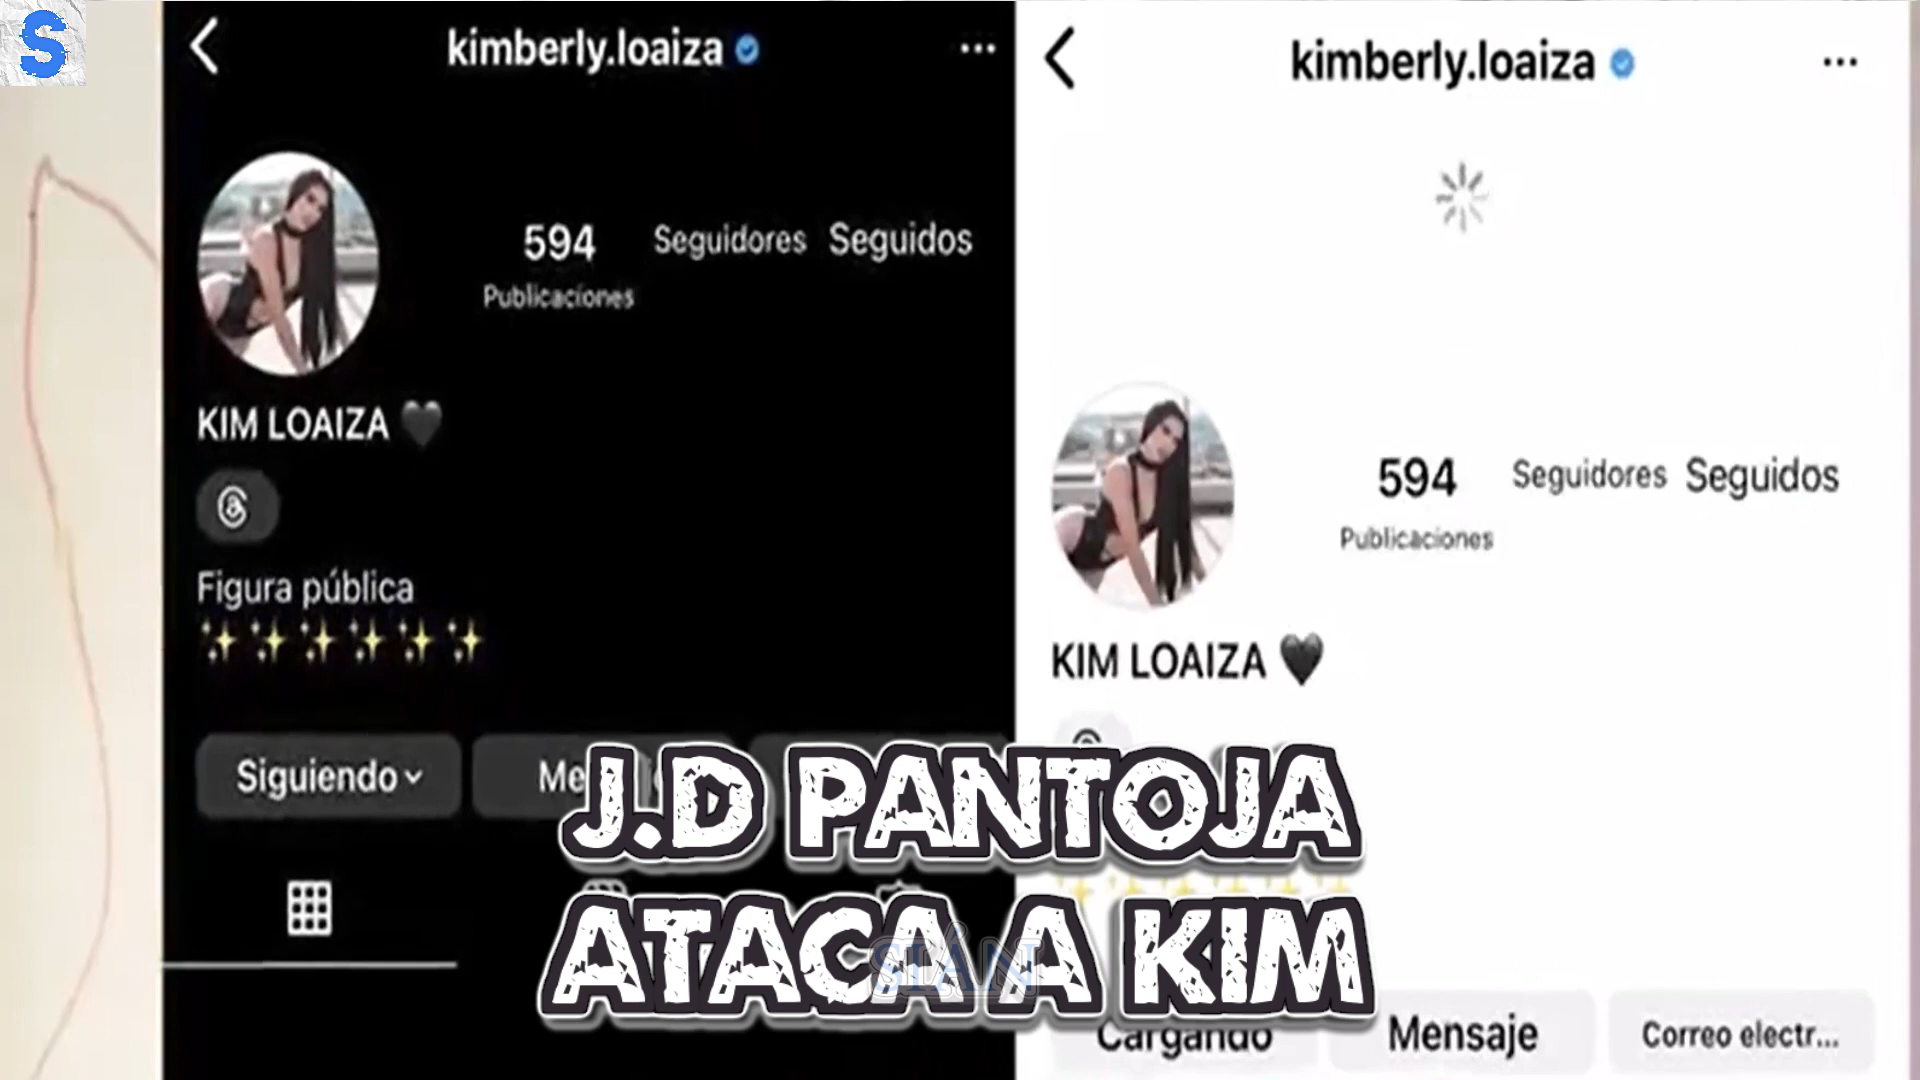 S
kimberly.loaiza
594 Seguidores Seguidos
Publicaciones
KIM LOAIZA 🖤
Figura pública
✨✨✨✨✨✨
Siguiendo
kimberly.loaiza
594 Seguidores Seguidos
Publicaciones
KIM LOAIZA 🖤
Cargando Mensaje Correo electr...
J.D PANTOJA
ATACA A KIM
SIÁN